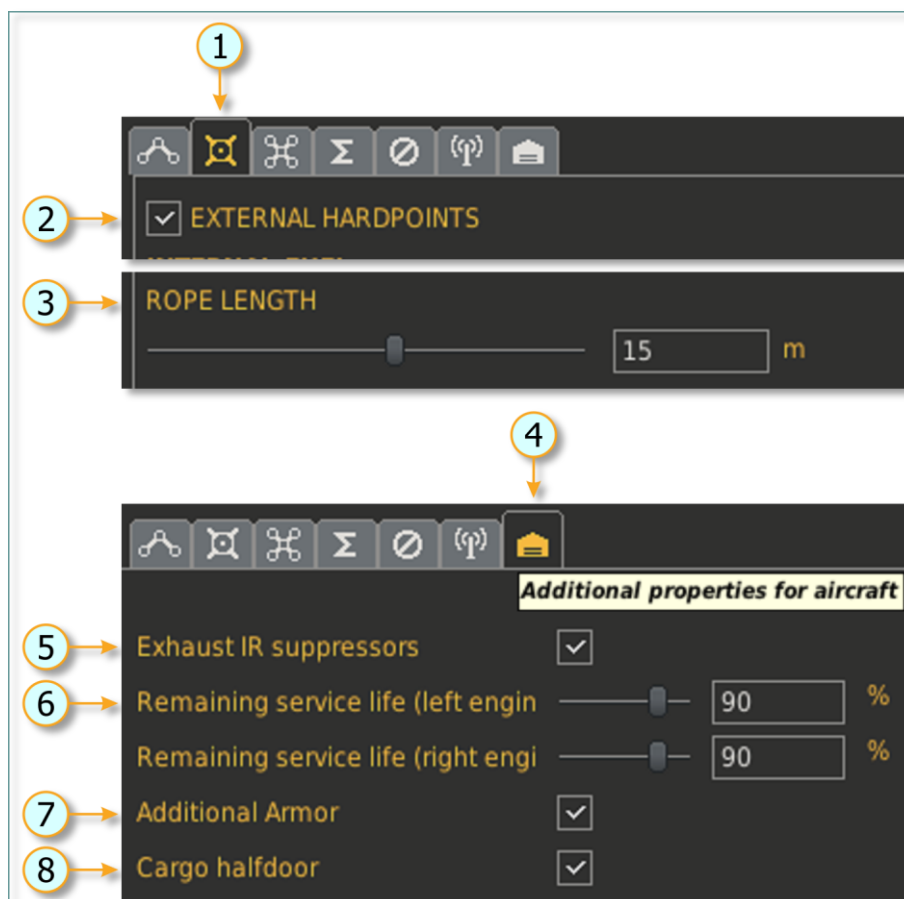 1
Σ
2
EXTERNAL HARDPOINTS
3
ROPE LENGTH
15 m
4
Σ
Additional properties for aircraft
5
Exhaust IR suppressors
6
Remaining service life (left engin 90 %
Remaining service life (right engi 90 %
7
Additional Armor
8
Cargo halfdoor